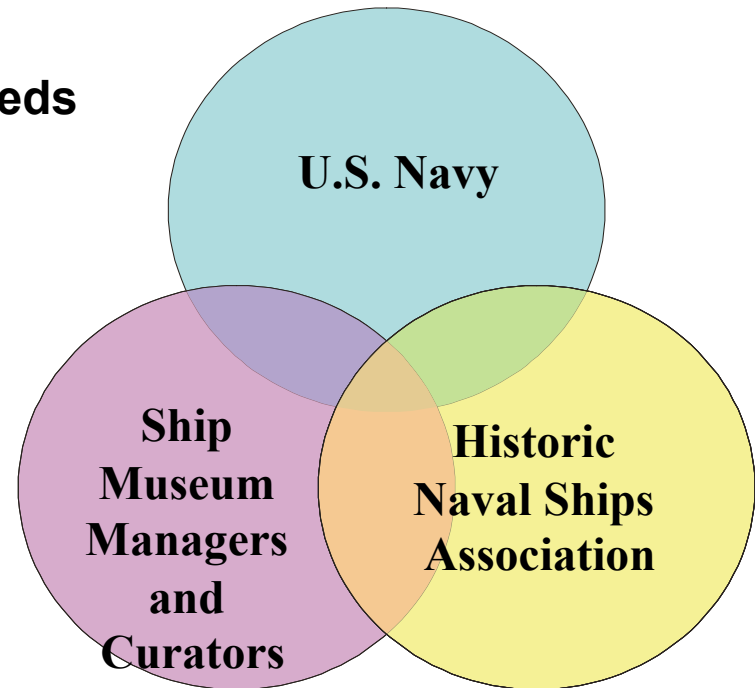 eds
U.S. Navy
Ship
Museum
Managers
and
Curators
Historic
Naval Ships
Association